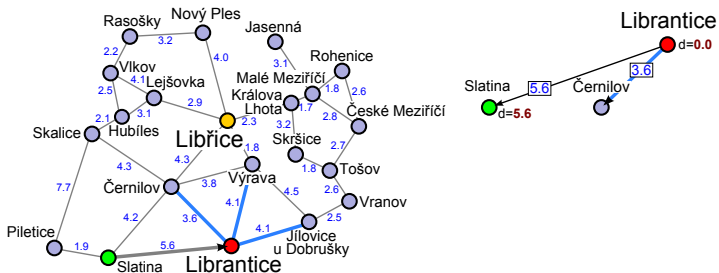 Nový Ples
Rasošky
3.2
Jasenná
2.2
4.0
Rohenice
3.1
Vlkov
4.1
Lejšovka
Malé Meziříčí
1.8
2.5
2.9
Králova
Lhota
1.7
2.6
České Meziříčí
2.1
3.1
Hubíles
2.3
2.8
Skalice
Libřice
3.2
Skršice
2.7
4.3
4.3
1.8
1.8
Tošov
3.8
Výrava
Černilov
4.5
2.6
Vranov
7.7
4.2
3.6
4.1
4.1
2.5
Piletice
1.9
5.6
Jílovice
u Dobrušky
Slatina
Librantice
Librantice
d=0.0
3.6
Slatina
5.6
Černilov
d=5.6